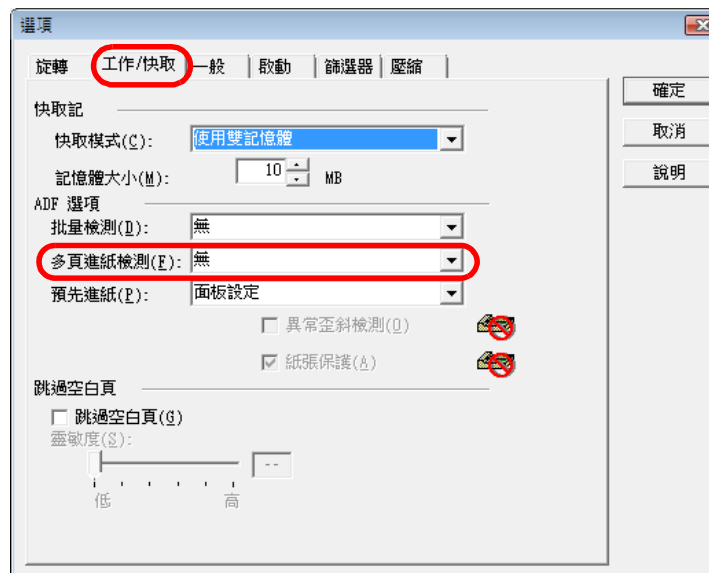 選項
旋轉 工作/快取 一般 啟動 篩選器 壓縮
確定
快取記
快取模式(C): 使用雙記憶體
取消
記憶體大小(M): 10 MB
說明
ADF 選項
批量檢測(D): 無
多頁進紙檢測(F): 無
預先進紙(P): 面板設定
異常歪斜檢測(O)
紙張保護(A)
跳過空白頁
跳過空白頁(G)
靈敏度(S):
--
低 高